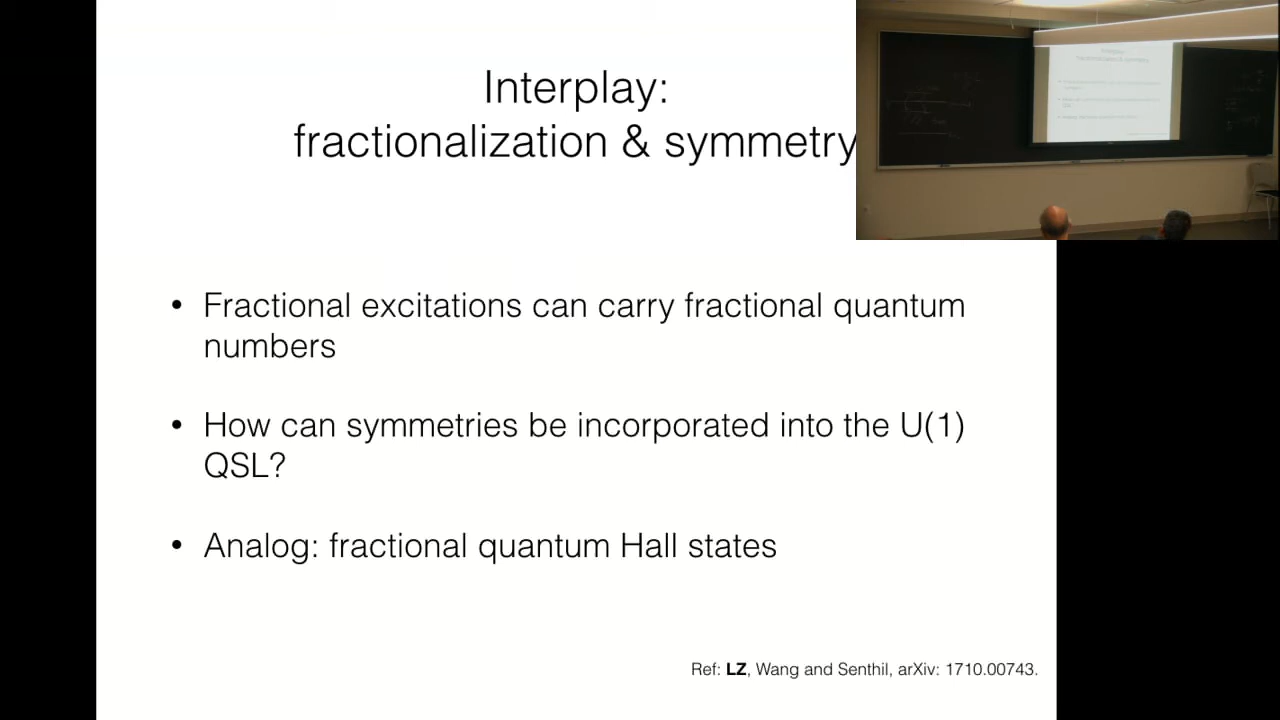 Interplay:
fractionalization & symmetry
• Fractional excitations can carry fractional quantum
numbers
• How can symmetries be incorporated into the U(1)
QSL?
• Analog: fractional quantum Hall states
Ref: LZ, Wang and Senthil, arXiv: 1710.00743.